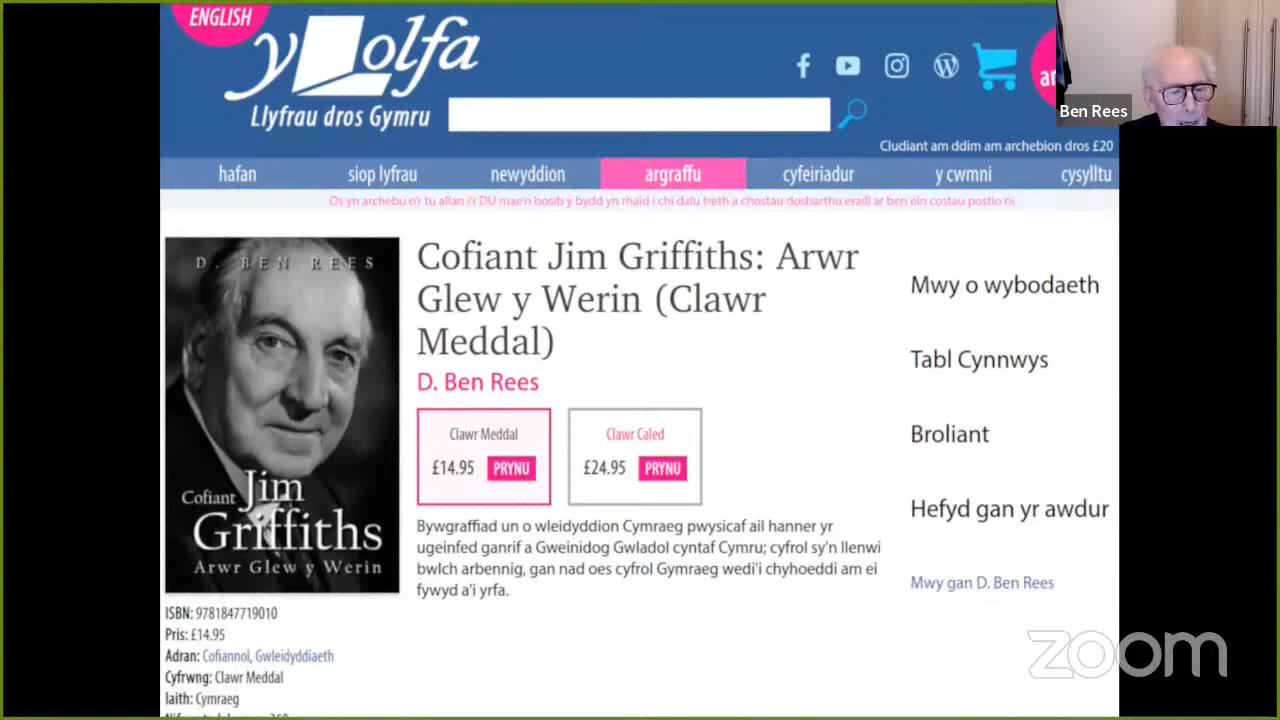 ENGLISH
y olfa
Llyfrau dros Gymru
Ben Rees
Cludiant am ddim am archebion dros £20
hafan siop lyfrau newyddion argraffu cyfeiriadur y cwmni cysylltu
Os yn archebu o'r tu allan i'r DU mae'n bosib y bydd yn rhaid i chi dalu treth a chostau dosbarthu eraill ar ben ein costau postio ni
D. BEN REES
Cofiant Jim
Griffiths
Arwr Glew y Werin
Cofiant Jim Griffiths: Arwr
Glew y Werin (Clawr
Meddal)
D. Ben Rees
Clawr Meddal
£14.95 PRYNU
Clawr Caled
£24.95 PRYNU
Bywgraffiad un o wleidyddion Cymraeg pwysicaf ail hanner yr
ugeinfed ganrif a Gweinidog Gwladol cyntaf Cymru; cyfrol sy'n llenwi
bwlch arbennig, gan nad oes cyfrol Gymraeg wedi'i chyhoeddi am ei
fywyd a'i yrfa.
Mwy o wybodaeth
Tabl Cynnwys
Broliant
Hefyd gan yr awdur
Mwy gan D. Ben Rees
ISBN: 9781847719010
Pris: £14.95
Adran: Cofiannol, Gwleidyddiaeth
Cyfrwng: Clawr Meddal
Iaith: Cymraeg
zoom